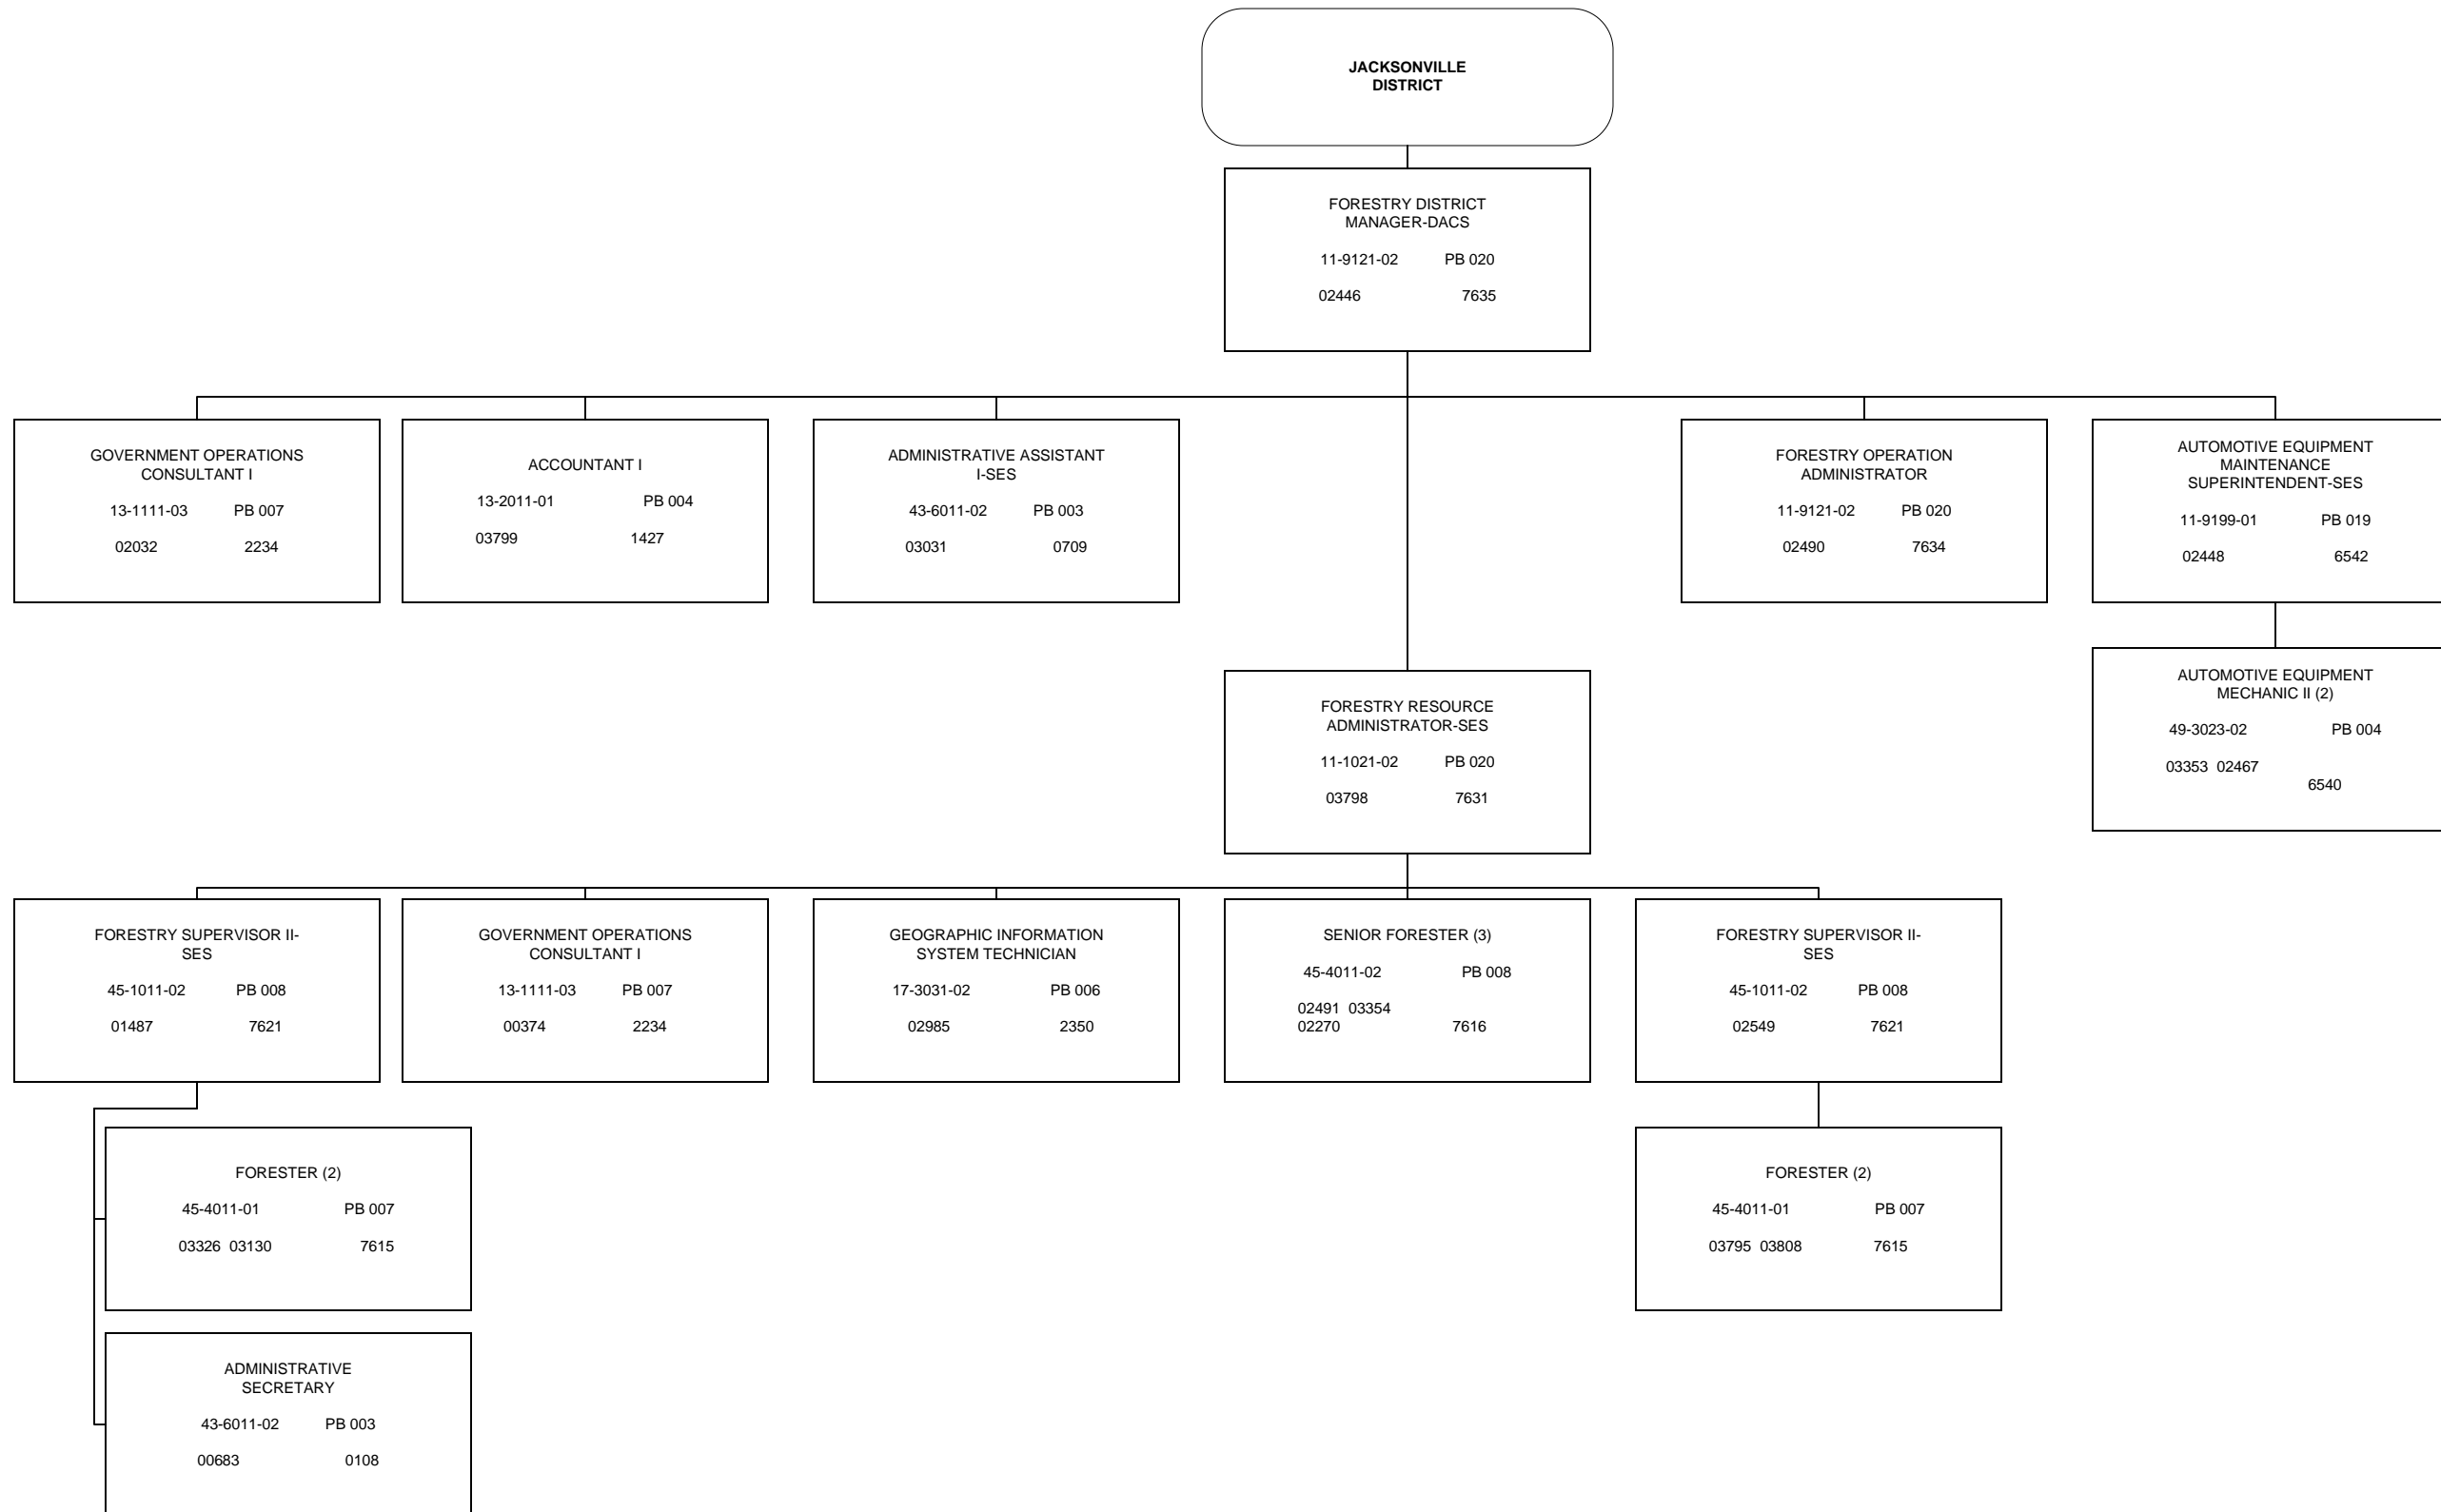 JACKSONVILLE
DISTRICT
FORESTRY DISTRICT
MANAGER-DACS
11-9121-02 PB 020
02446 7635
GOVERNMENT OPERATIONS
CONSULTANT I
13-1111-03 PB 007
02032 2234
ACCOUNTANT I
13-2011-01 PB 004
03799 1427
ADMINISTRATIVE ASSISTANT
I-SES
43-6011-02 PB 003
03031 0709
FORESTRY OPERATION
ADMINISTRATOR
11-9121-02 PB 020
02490 7634
AUTOMOTIVE EQUIPMENT
MAINTENANCE
SUPERINTENDENT-SES
11-9199-01 PB 019
02448 6542
AUTOMOTIVE EQUIPMENT
MECHANIC II (2)
49-3023-02 PB 004
03353 02467
6540
FORESTRY RESOURCE
ADMINISTRATOR-SES
11-1021-02 PB 020
03798 7631
FORESTRY SUPERVISOR II-
SES
45-1011-02 PB 008
01487 7621
GOVERNMENT OPERATIONS
CONSULTANT I
13-1111-03 PB 007
00374 2234
GEOGRAPHIC INFORMATION
SYSTEM TECHNICIAN
17-3031-02 PB 006
02985 2350
SENIOR FORESTER (3)
45-4011-02 PB 008
02491 03354
02270 7616
FORESTRY SUPERVISOR II-
SES
45-1011-02 PB 008
02549 7621
FORESTER (2)
45-4011-01 PB 007
03326 03130 7615
FORESTER (2)
45-4011-01 PB 007
03795 03808 7615
ADMINISTRATIVE
SECRETARY
43-6011-02 PB 003
00683 0108